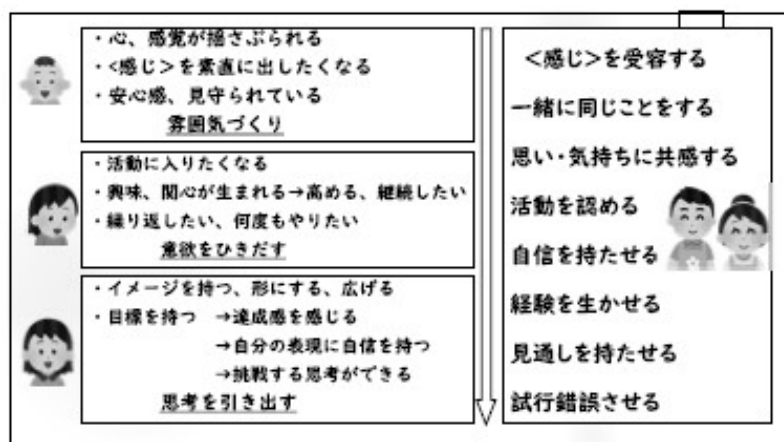 ・心、感覚が揺さぶられる
・<感じ>を素直に出したくなる
・安心感、見守られている
雰囲気づくり
・活動に入りたくなる
・興味、関心が生まれる→高める、継続したい
・繰り返したい、何度もやりたい
意欲をひきだす
・イメージを持つ、形にする、広げる
・目標を持つ →達成感を感じる
→自分の表現に自信を持つ
→挑戦する思考ができる
思考を引き出す
<感じ>を受容する
一緒に同じことをする
思い・気持ちに共感する
活動を認める
自信を持たせる
経験を生かせる
見通しを持たせる
試行錯誤させる